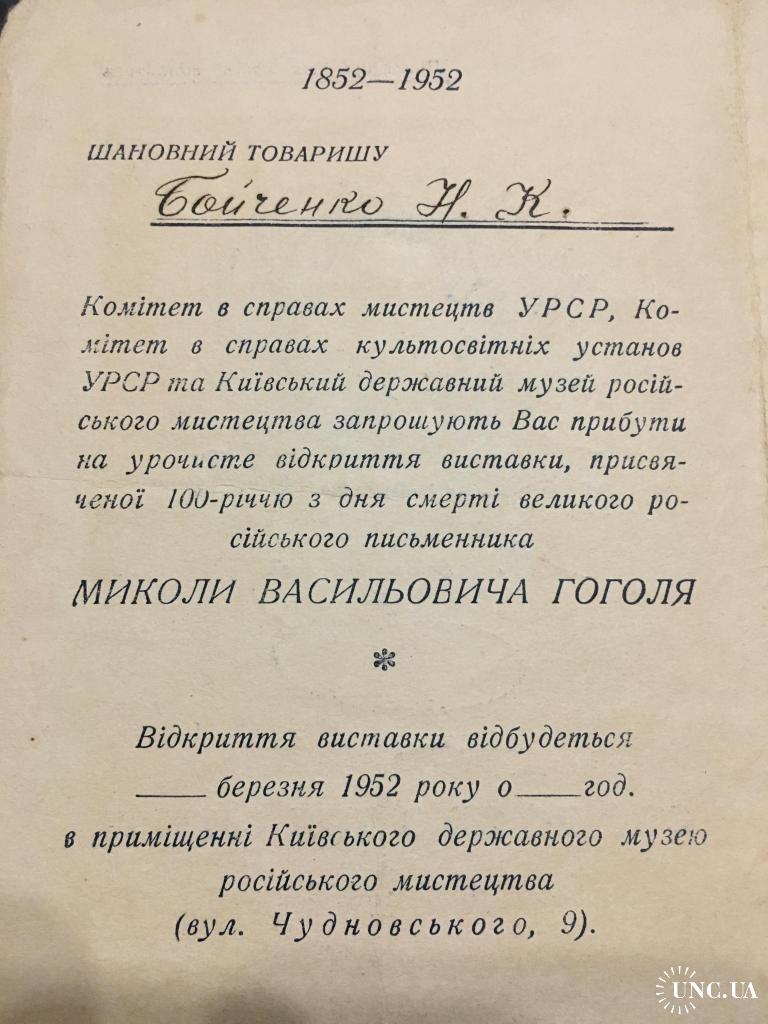 1852—1952
ШАНОВНИЙ ТОВАРИШУ
Бойченко Н. К.
Комітет в справах мистецтв УРСР, Ко-
мітет в справах культосвітніх установ
УРСР та Київський державний музей росій-
ського мистецтва запрошують Вас прибути
на урочисте відкриття виставки, присвя-
ченої 100-річчю з дня смерті великого ро-
сійського письменника
МИКОЛИ ВАСИЛЬОВИЧА ГОГОЛЯ
*
Відкриття виставки відбудеться
____ березня 1952 року о ____ год.
в приміщенні Київського державного музею
російського мистецтва
(вул. Чудновського, 9).
UNC.UA